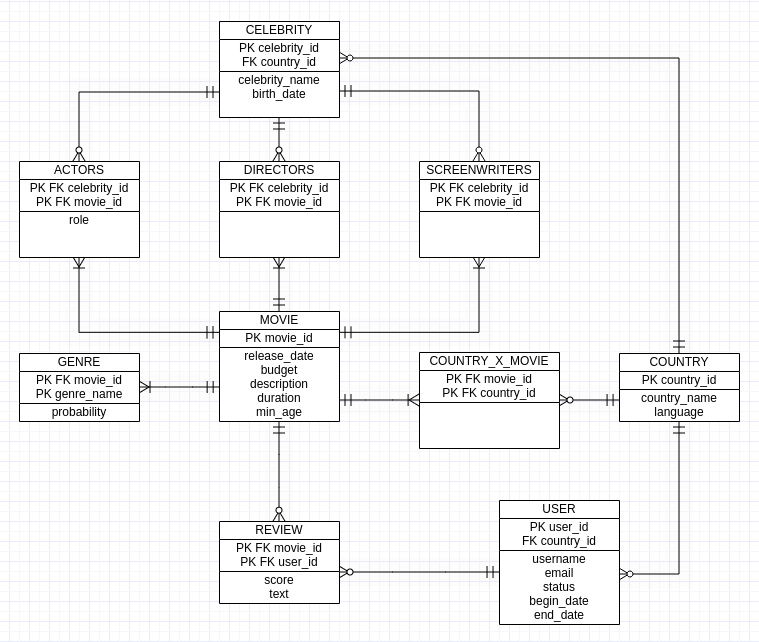 CELEBRITY
PK celebrity_id
FK country_id
celebrity_name
birth_date
ACTORS
PK FK celebrity_id
PK FK movie_id
role
DIRECTORS
PK FK celebrity_id
PK FK movie_id
SCREENWRITERS
PK FK celebrity_id
PK FK movie_id
MOVIE
PK movie_id
release_date
budget
description
duration
min_age
GENRE
PK FK movie_id
PK genre_name
probability
COUNTRY_X_MOVIE
PK FK movie_id
PK FK country_id
COUNTRY
PK country_id
country_name
language
REVIEW
PK FK movie_id
PK FK user_id
score
text
USER
PK user_id
FK country_id
username
email
status
begin_date
end_date